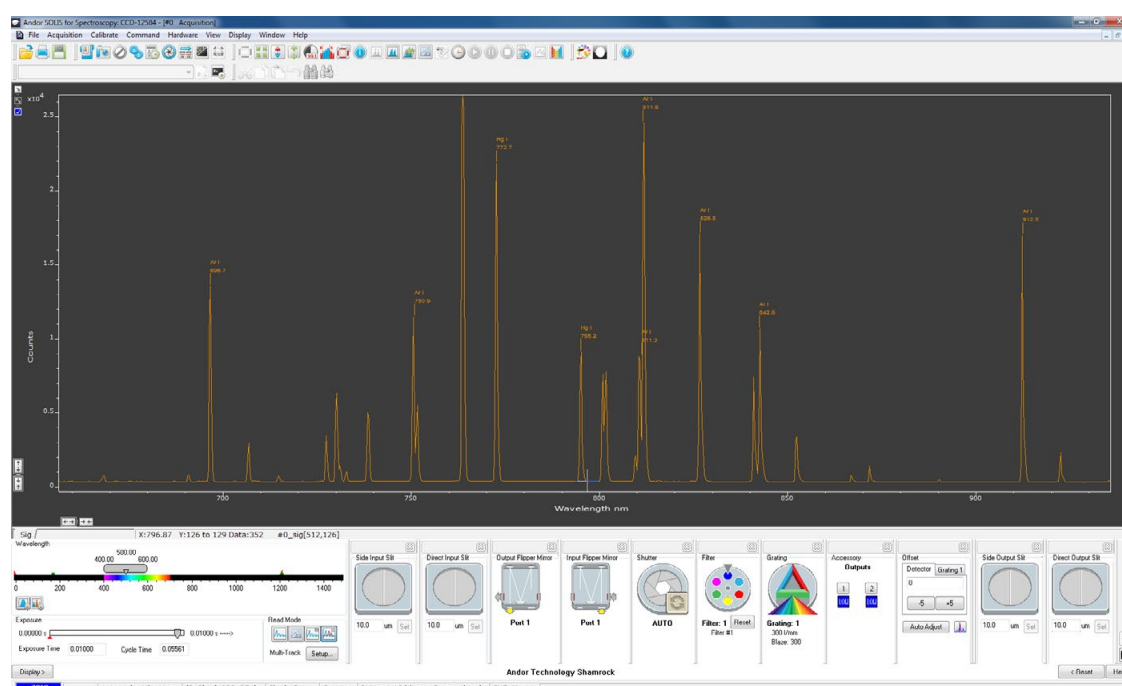 Andor SOLIS for Spectroscopy: CCD-12584 - [#0 Acquisition]
File Acquisition Calibrate Command Hardware View Display Window Help
x10^4
2.5
2.
1.5
1.
0.5
0.
Counts
Ar I
696.7
Ar I
750.9
Hg I
772.7
Hg I
795.2
Ar I
811.8
Ar I
811.3
Ar I
826.8
Ar I
842.8
Ar I
912.5
700
750
800
850
900
Wavelength nm
Sig
X:796.87 Y:126 to 129 Data:352 #0_sig[512,126]
Wavelength
500.00
400.00 600.00
0 200 400 600 800 1000 1200 1400
Exposure
0.00000 s
0.01000 s
Exposure Time 0.01000 Cycle Time 0.05561
Read Mode
Multi-Track Setup...
Side Input Slit
10.0 um Set
Direct Input Slit
10.0 um Set
Output Flipper Mirror
Port 1
Input Flipper Mirror
Port 1
Shutter
AUTO
Filter
Filter: 1 Reset
Filter #1
Grating
Grating: 1
300 l/mm
Blaze: 300
Accessory
Outputs
1 2
Offset
Detector Grating 1
0
-5 +5
Auto Adjust
Side Output Slit
10.0 um Set
Direct Output Slit
10.0 um Set
Display >
Andor Technology Shamrock
< Reset